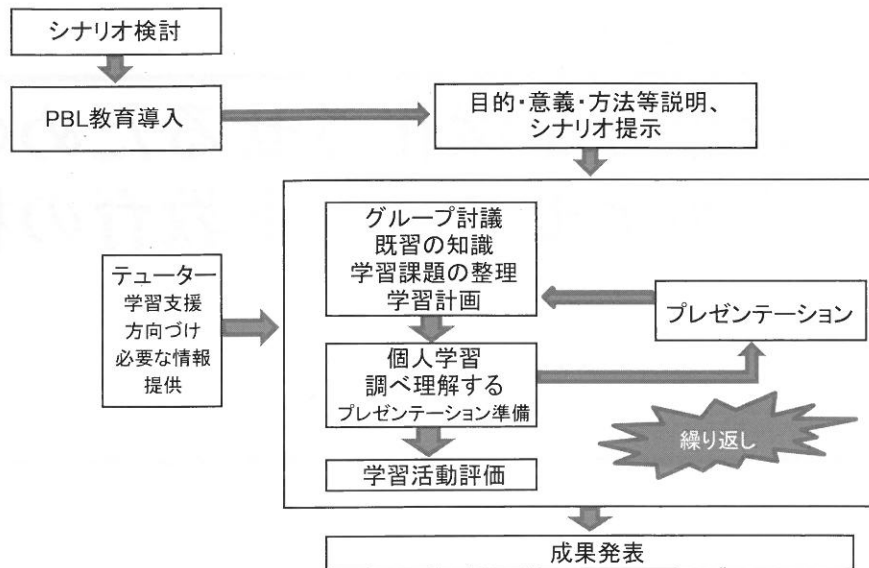 シナリオ検討
PBL教育導入
目的・意義・方法等説明、
シナリオ提示
グループ討議
既習の知識
学習課題の整理
学習計画
テューター
学習支援
方向づけ
必要な情報
提供
プレゼンテーション
個人学習
調べ理解する
プレゼンテーション準備
繰り返し
学習活動評価
成果発表